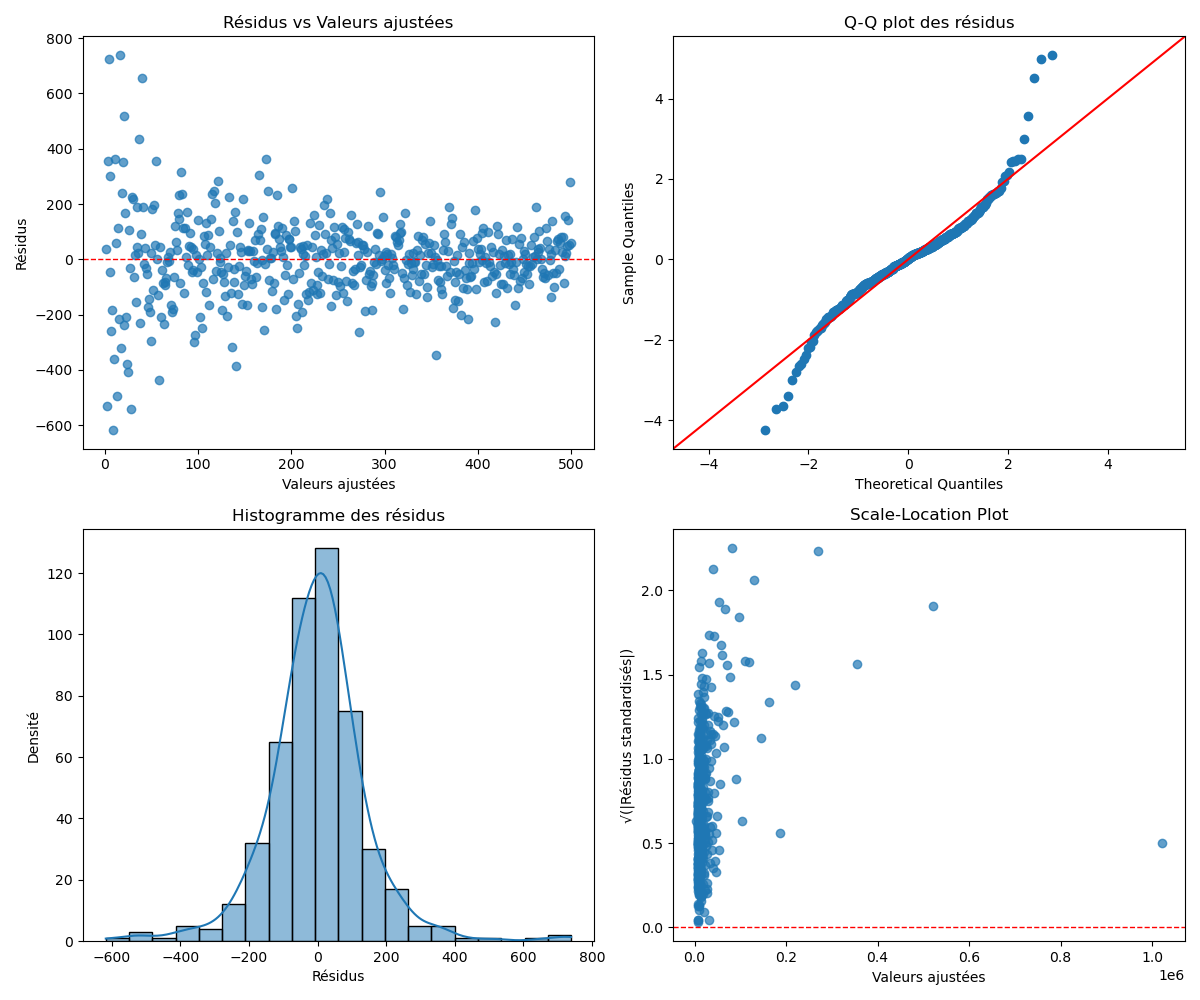 Résidus vs Valeurs ajustées
800
600
400
200
0
−200
−400
−600
0 100 200 300 400 500
Valeurs ajustées
Résidus
Q-Q plot des résidus
4
2
0
−2
−4
−4 −2 0 2 4
Theoretical Quantiles
Sample Quantiles
Histogramme des résidus
120
100
80
60
40
20
0
−600 −400 −200 0 200 400 600 800
Résidus
Densité
Scale-Location Plot
2.0
1.5
1.0
0.5
0.0
0.0 0.2 0.4 0.6 0.8 1.0
1e6
Valeurs ajustées
√(|Résidus standardisés|)